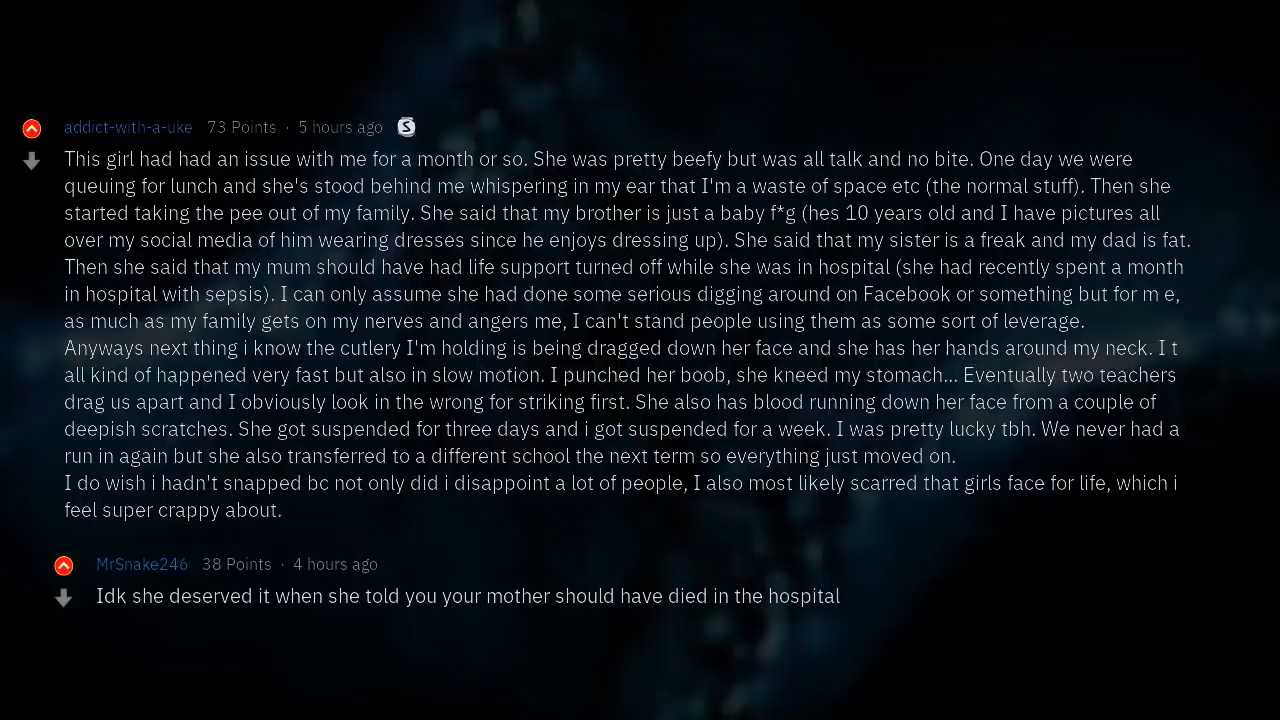 addict-with-a-uke 73 Points · 5 hours ago
This girl had had an issue with me for a month or so. She was pretty beefy but was all talk and no bite. One day we were
queuing for lunch and she's stood behind me whispering in my ear that I'm a waste of space etc (the normal stuff). Then she
started taking the pee out of my family. She said that my brother is just a baby f*g (hes 10 years old and I have pictures all
over my social media of him wearing dresses since he enjoys dressing up). She said that my sister is a freak and my dad is fat.
Then she said that my mum should have had life support turned off while she was in hospital (she had recently spent a month
in hospital with sepsis). I can only assume she had done some serious digging around on Facebook or something but for m e,
as much as my family gets on my nerves and angers me, I can't stand people using them as some sort of leverage.
Anyways next thing i know the cutlery I'm holding is being dragged down her face and she has her hands around my neck. I t
all kind of happened very fast but also in slow motion. I punched her boob, she kneed my stomach... Eventually two teachers
drag us apart and I obviously look in the wrong for striking first. She also has blood running down her face from a couple of
deepish scratches. She got suspended for three days and i got suspended for a week. I was pretty lucky tbh. We never had a
run in again but she also transferred to a different school the next term so everything just moved on.
I do wish i hadn't snapped bc not only did i disappoint a lot of people, I also most likely scarred that girls face for life, which i
feel super crappy about.
MrSnake246 38 Points · 4 hours ago
Idk she deserved it when she told you your mother should have died in the hospital